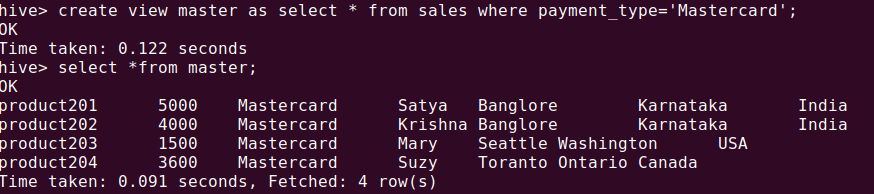 hive> create view master as select * from sales where payment_type='Mastercard';
OK
Time taken: 0.122 seconds
hive> select *from master;
OK
product201 5000 Mastercard Satya Banglore Karnataka India
product202 4000 Mastercard Krishna Banglore Karnataka India
product203 1500 Mastercard Mary Seattle Washington USA
product204 3600 Mastercard Suzy Toranto Ontario Canada
Time taken: 0.091 seconds, Fetched: 4 row(s)